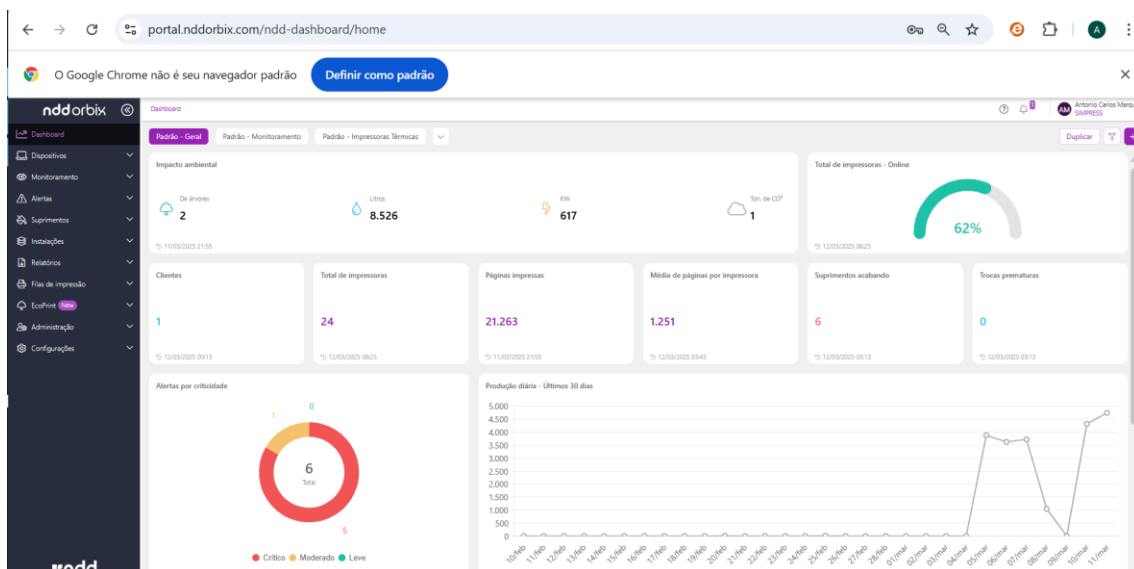 portal.nddorbix.com/ndd-dashboard/home
A
O Google Chrome não é seu navegador padrão
Definir como padrão
ndd orbix
Dashboard
1
AM
Antonio Carlos Marqu
SIMPRESS
Dashboard
Dispositivos
Monitoramento
Alertas
Suprimentos
Instalações
Relatórios
Filas de impressão
EcoPrint New
Administração
Configurações
ndd
Padrão - Geral
Padrão - Monitoramento
Padrão - Impressoras Térmicas
Duplicar
Impacto ambiental
De árvores
2
Litros
8.526
KW
617
Ton. de CO²
1
11/03/2025 21:55
Total de impressoras - Online
62%
12/03/2025 08:25
Clientes
1
12/03/2025 00:13
Total de impressoras
24
12/03/2025 08:25
Páginas impressas
21.263
11/03/2025 21:55
Média de páginas por impressora
1.251
12/03/2025 03:43
Suprimentos acabando
6
12/03/2025 03:13
Trocas prematuras
0
12/03/2025 03:13
Alertas por criticidade
0
1
6
Total
5
Crítico Moderado Leve
Produção diária - Últimos 30 dias
5.000
4.500
4.000
3.500
3.000
2.500
2.000
1.500
1.000
500
0
10/feb 11/feb 12/feb 13/feb 14/feb 15/feb 16/feb 17/feb 18/feb 19/feb 20/feb 21/feb 22/feb 23/feb 24/feb 25/feb 26/feb 27/feb 28/feb 01/mar 02/mar 03/mar 04/mar 05/mar 06/mar 07/mar 08/mar 09/mar 10/mar 11/mar